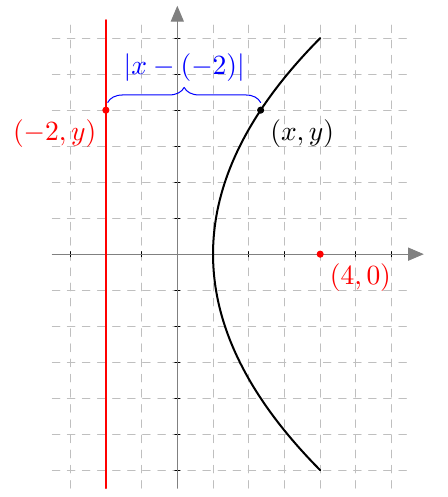 |x − (−2)|
(−2, y)
(x, y)
(4, 0)